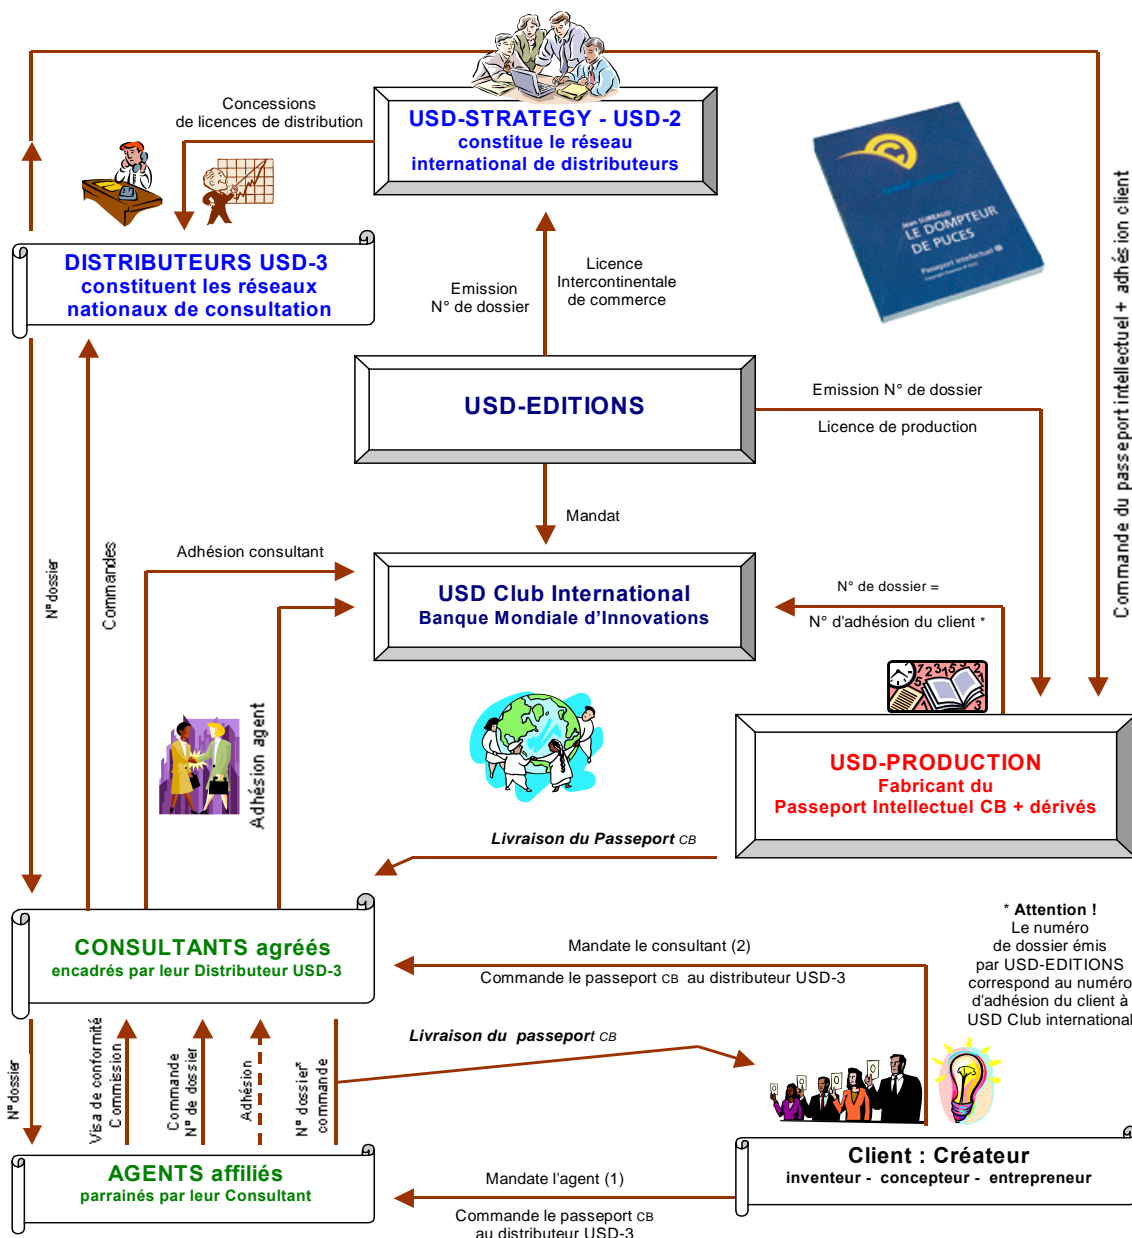 Concessions
de licences de distribution
USD-STRATEGY - USD-2
constitue le réseau
international de distributeurs
Jean SUREAUD
LE DOMPTEUR
DE PUCES
Passeport Intellectuel
DISTRIBUTEURS USD-3
constituent les réseaux
nationaux de consultation
Emission
N° de dossier
Licence
Intercontinentale
de commerce
Commande du passeport intellectuel + adhésion client
USD-EDITIONS
Emission N° de dossier
Licence de production
Mandat
N° dossier
Commandes
Adhésion consultant
USD Club International
Banque Mondiale d'Innovations
N° de dossier =
N° d'adhésion du client *
Adhésion agent
USD-PRODUCTION
Fabricant du
Passeport Intellectuel CB + dérivés
Livraison du Passeport CB
CONSULTANTS agréés
encadrés par leur Distributeur USD-3
Mandate le consultant (2)
Commande le passeport CB au distributeur USD-3
* Attention !
Le numéro
de dossier émis
par USD-EDITIONS
correspond au numéro
d'adhésion du client à
USD Club international
N° dossier
Visa de conformité
Commission
Commande
N° de dossier
Adhésion
N° dossier*
commande
Livraison du passeport CB
AGENTS affiliés
parrainés par leur Consultant
Mandate l'agent (1)
Commande le passeport CB
au distributeur USD-3
Client : Créateur
inventeur - concepteur - entrepreneur